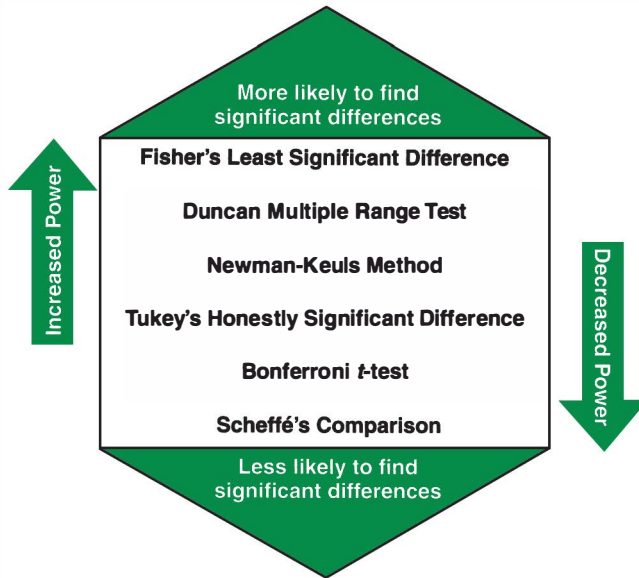 More likely to find
significant differences
Increased Power
Fisher's Least Significant Difference
Duncan Multiple Range Test
Newman-Keuls Method
Tukey's Honestly Significant Difference
Bonferroni t-test
Scheffé's Comparison
Decreased Power
Less likely to find
significant differences